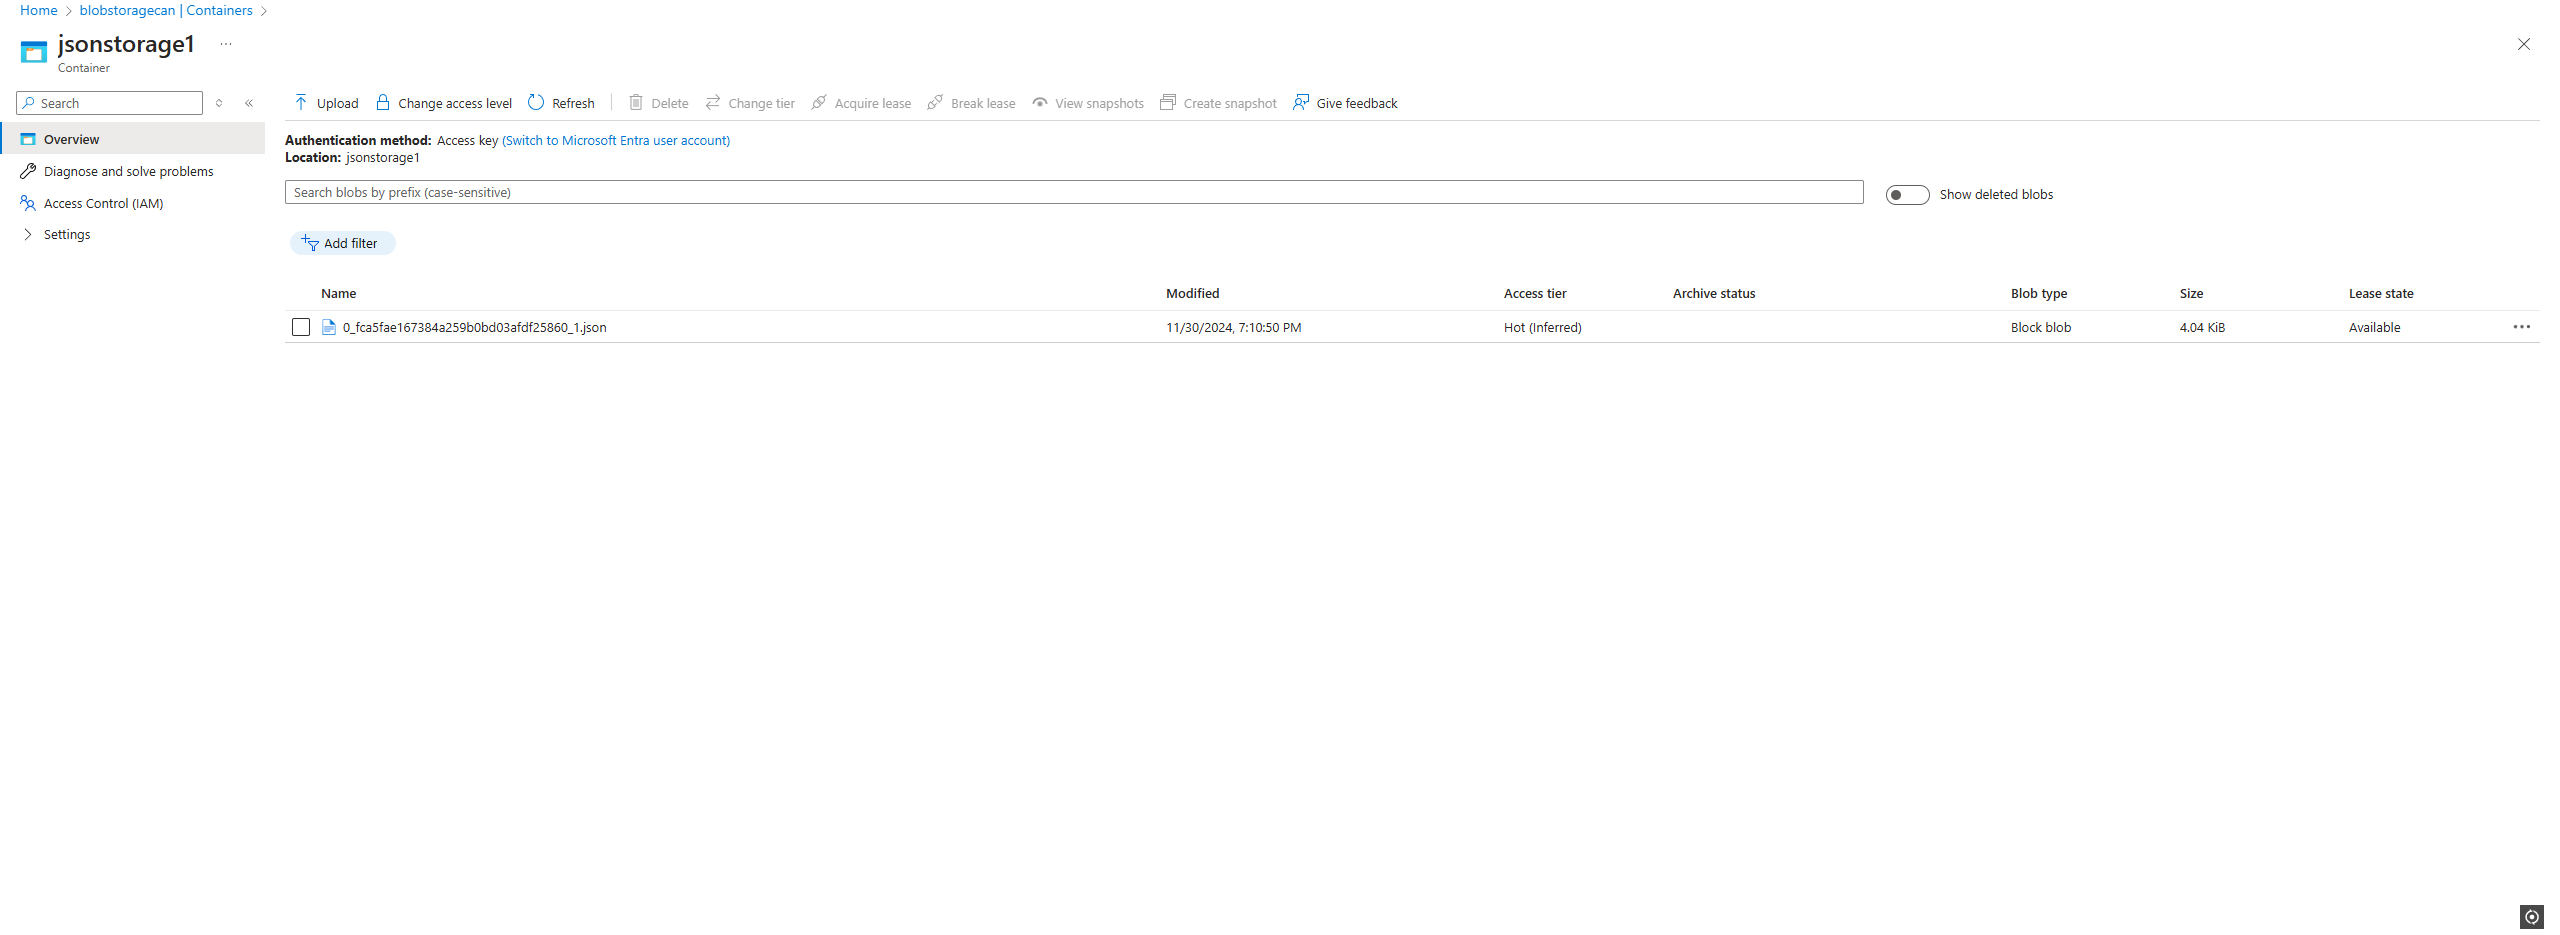 Home > blobstoragecan | Containers >
jsonstorage1 ...
Container
Search
Overview
Diagnose and solve problems
Access Control (IAM)
Settings
Upload Change access level Refresh Delete Change tier Acquire lease Break lease View snapshots Create snapshot Give feedback
Authentication method: Access key (Switch to Microsoft Entra user account)
Location: jsonstorage1
Search blobs by prefix (case-sensitive)
Show deleted blobs
Add filter
Name Modified Access tier Archive status Blob type Size Lease state
0_fca5fae167384a259b0bd03afdf25860_1.json 11/30/2024, 7:10:50 PM Hot (Inferred) Block blob 4.04 KiB Available ...